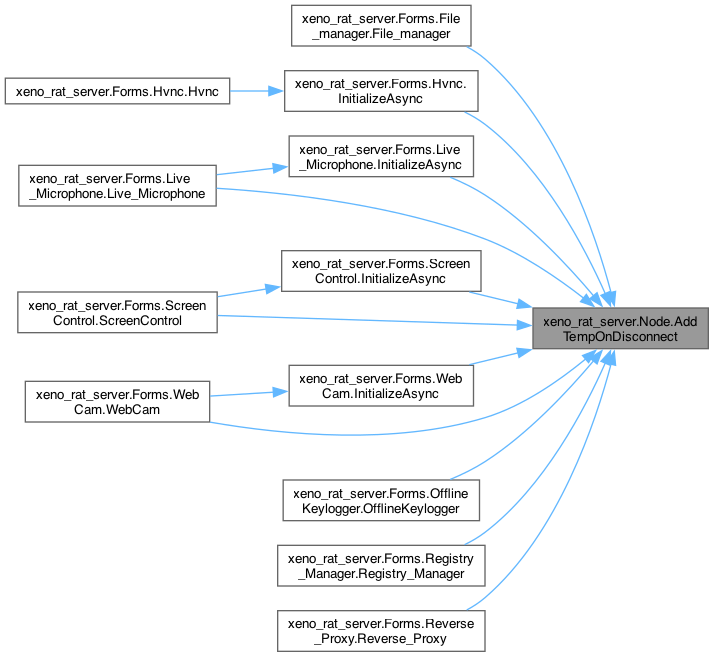 xeno_rat_server.Forms.File
_manager.File_manager
xeno_rat_server.Forms.Hvnc.Hvnc
xeno_rat_server.Forms.Hvnc.
InitializeAsync
xeno_rat_server.Forms.Live
_Microphone.InitializeAsync
xeno_rat_server.Forms.Live
_Microphone.Live_Microphone
xeno_rat_server.Forms.Screen
Control.InitializeAsync
xeno_rat_server.Forms.Screen
Control.ScreenControl
xeno_rat_server.Node.Add
TempOnDisconnect
xeno_rat_server.Forms.Web
Cam.InitializeAsync
xeno_rat_server.Forms.Web
Cam.WebCam
xeno_rat_server.Forms.Offline
Keylogger.OfflineKeylogger
xeno_rat_server.Forms.Registry
_Manager.Registry_Manager
xeno_rat_server.Forms.Reverse
_Proxy.Reverse_Proxy